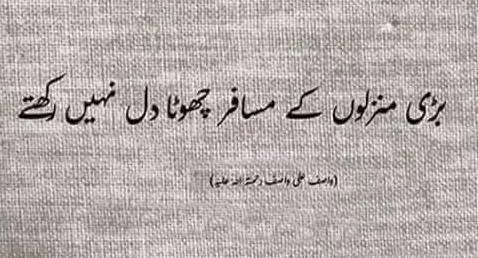 بڑی منزلوں کے مسافر چھوٹا دل نہیں رکھتے
(واصف علی واصف رحمۃ اللہ علیہ)